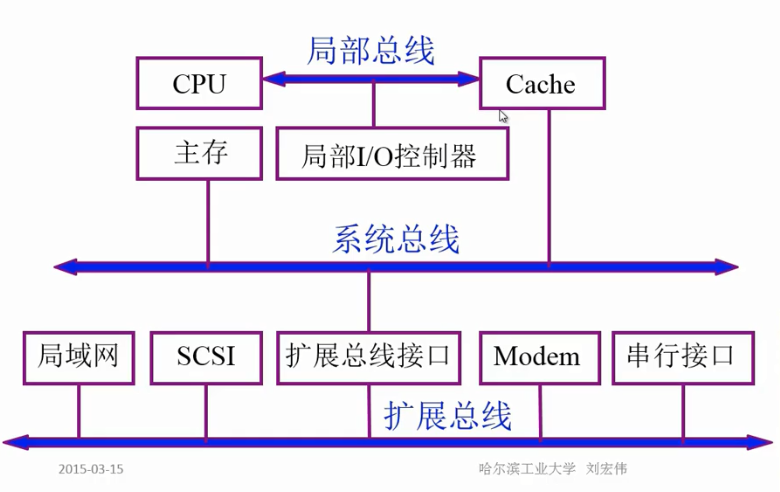 局部总线
CPU
Cache
主存
局部I/O控制器
系统总线
局域网
SCSI
扩展总线接口
Modem
串行接口
扩展总线
2015-03-15
哈尔滨工业大学 刘宏伟